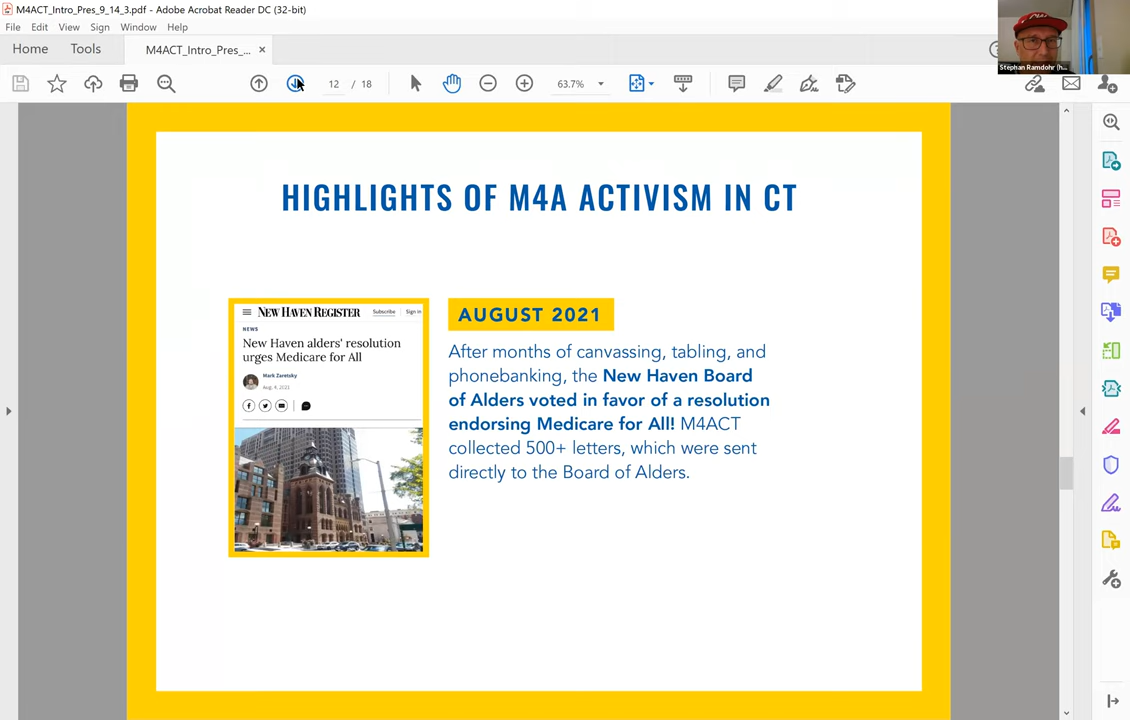 M4ACT_Intro_Pres_9_14_3.pdf - Adobe Acrobat Reader DC (32-bit)
File Edit View Sign Window Help
Home Tools M4ACT_Intro_Pres_...
12 / 18 63.7%
Stephan Ramdohr (h...
HIGHLIGHTS OF M4A ACTIVISM IN CT
NEW HAVEN REGISTER Subscribe Sign in
NEWS
New Haven alders' resolution
urges Medicare for All
Mark Zaretsky
Aug. 4, 2021
AUGUST 2021
After months of canvassing, tabling, and
phonebanking, the New Haven Board
of Alders voted in favor of a resolution
endorsing Medicare for All! M4ACT
collected 500+ letters, which were sent
directly to the Board of Alders.